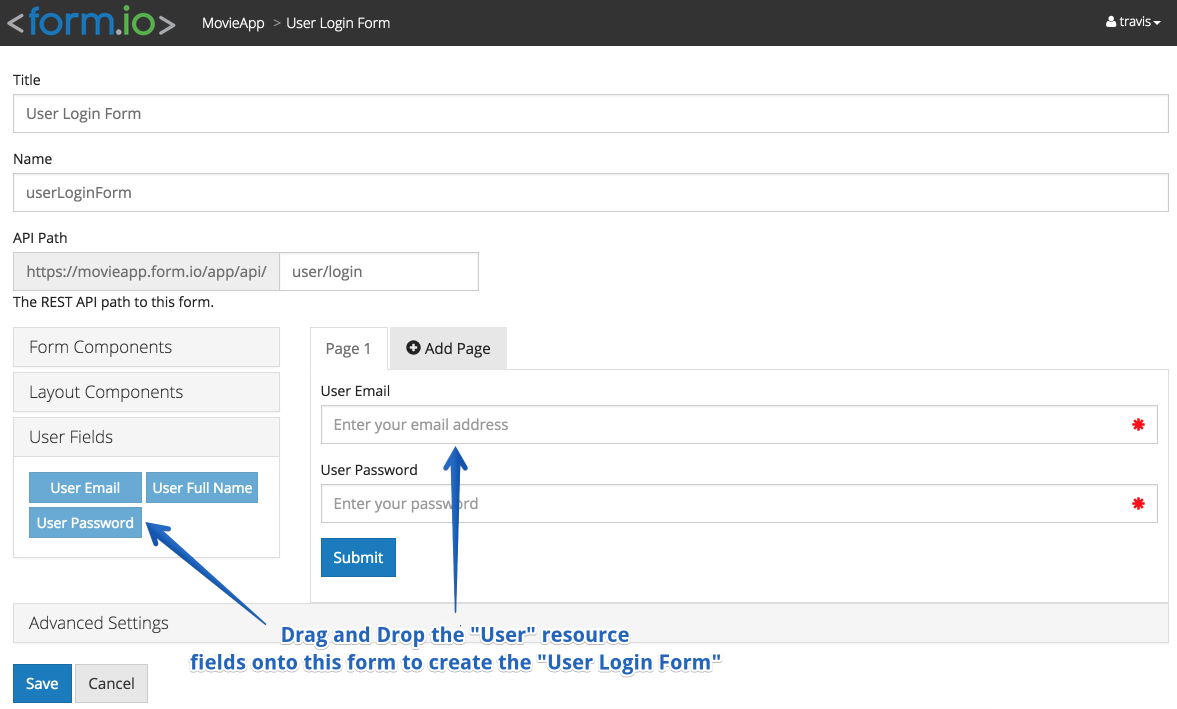 <form.io> MovieApp > User Login Form travis
Title
User Login Form
Name
userLoginForm
API Path
https://movieapp.form.io/app/api/ user/login
The REST API path to this form.
Form Components
Layout Components
User Fields
User Email User Full Name
User Password
Page 1 Add Page
User Email
Enter your email address
User Password
Enter your password
Submit
Advanced Settings
Drag and Drop the "User" resource
fields onto this form to create the "User Login Form"
Save Cancel